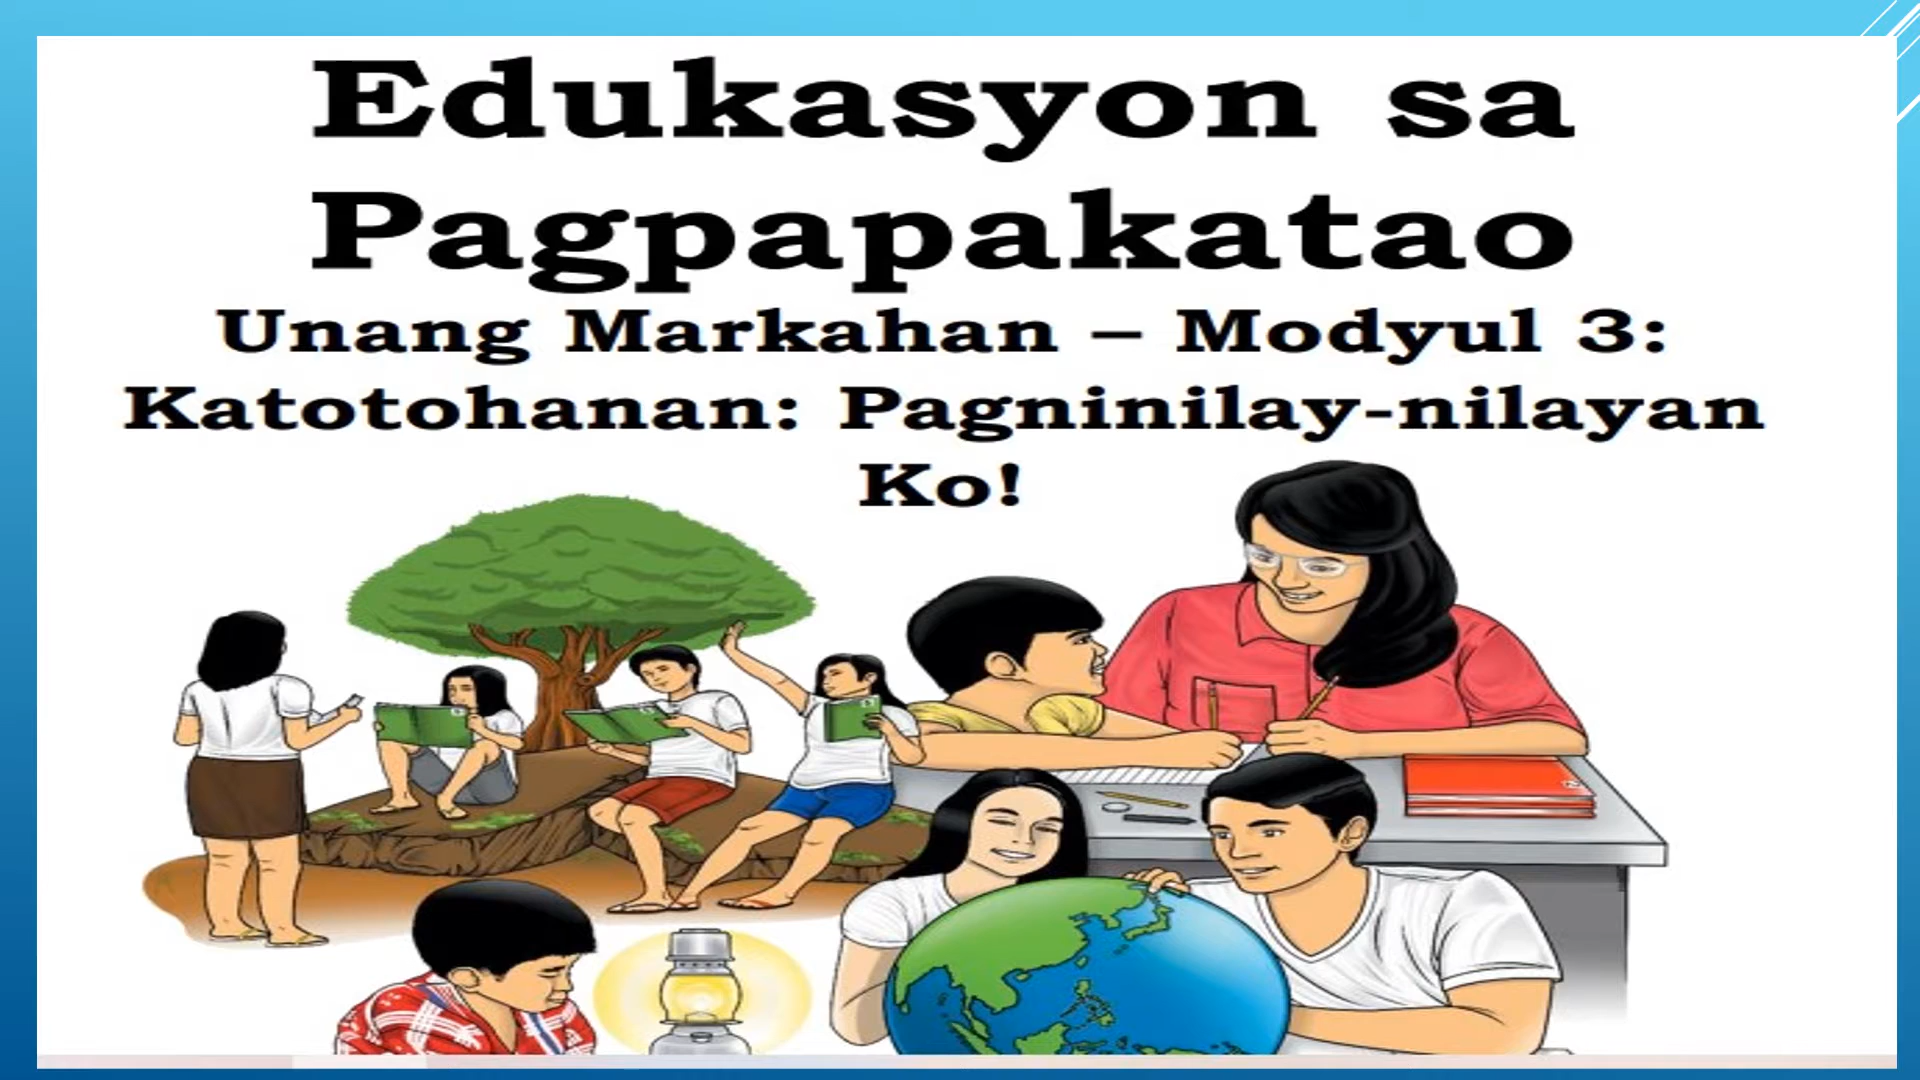 Edukasyon sa
Pagpapakatao
Unang Markahan – Modyul 3:
Katotohanan: Pagninilay-nilayan
Ko!